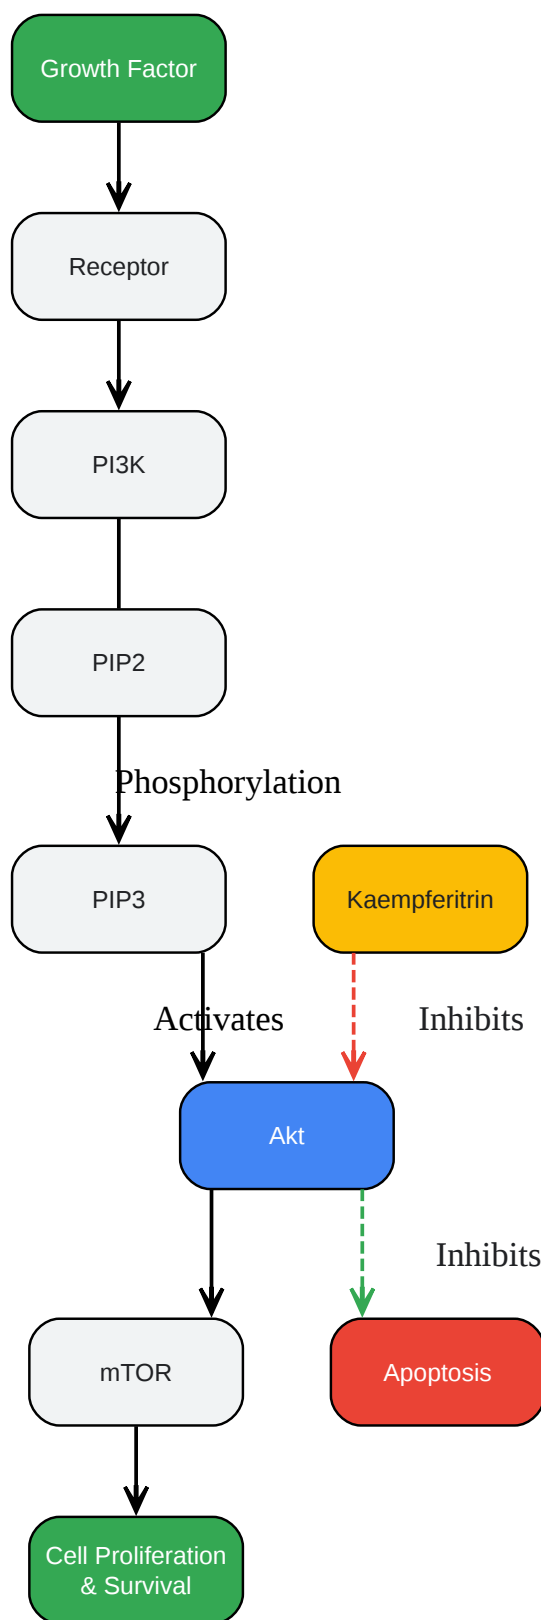 Growth Factor
Receptor
PI3K
PIP2
Phosphorylation
PIP3
Kaempferitrin
Activates
Inhibits
Akt
Inhibits
mTOR
Apoptosis
Cell Proliferation
& Survival